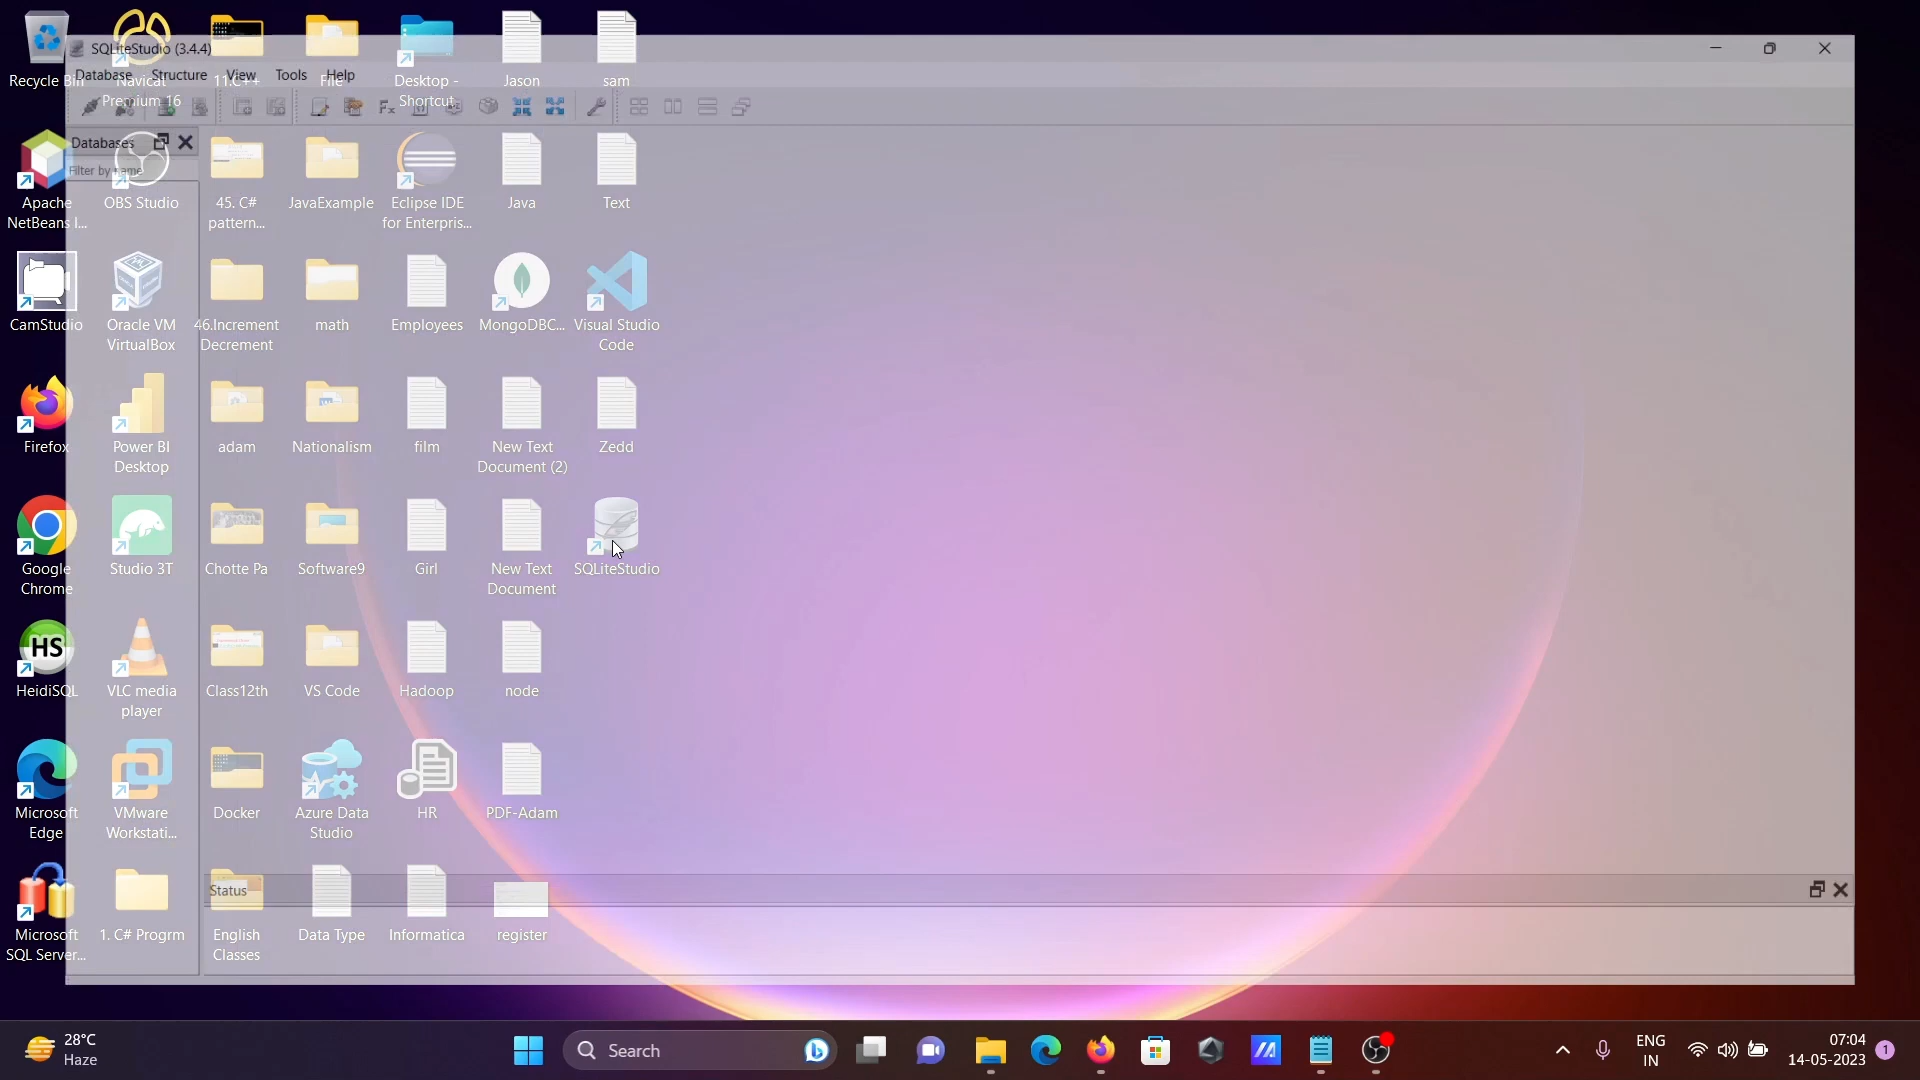 SQLiteStudio (3.4.4)
Database Structure View Tools Help
Databases
Filter by name
Status
Recycle Bin
Navicat
Premium 16
11.C++
File
Desktop -
Shortcut
Jason
sam
Apache
NetBeans I...
OBS Studio
45. C#
pattern...
JavaExample
Eclipse IDE
for Enterpris...
Java
Text
CamStudio
Oracle VM
VirtualBox
46.Increment
Decrement
math
Employees
MongoDBC...
Visual Studio
Code
Firefox
Power BI
Desktop
adam
Nationalism
film
New Text
Document (2)
Zedd
Google
Chrome
Studio 3T
Chotte Pa
Software9
Girl
New Text
Document
SQLiteStudio
HS
HeidiSQL
VLC media
player
Class12th
VS Code
Hadoop
node
Microsoft
Edge
VMware
Workstati...
Docker
Azure Data
Studio
HR
PDF-Adam
Microsoft
SQL Server...
1. C# Progrm
English
Classes
Data Type
Informatica
register
28°C
Haze
Search
ENG
IN
07:04
14-05-2023
1